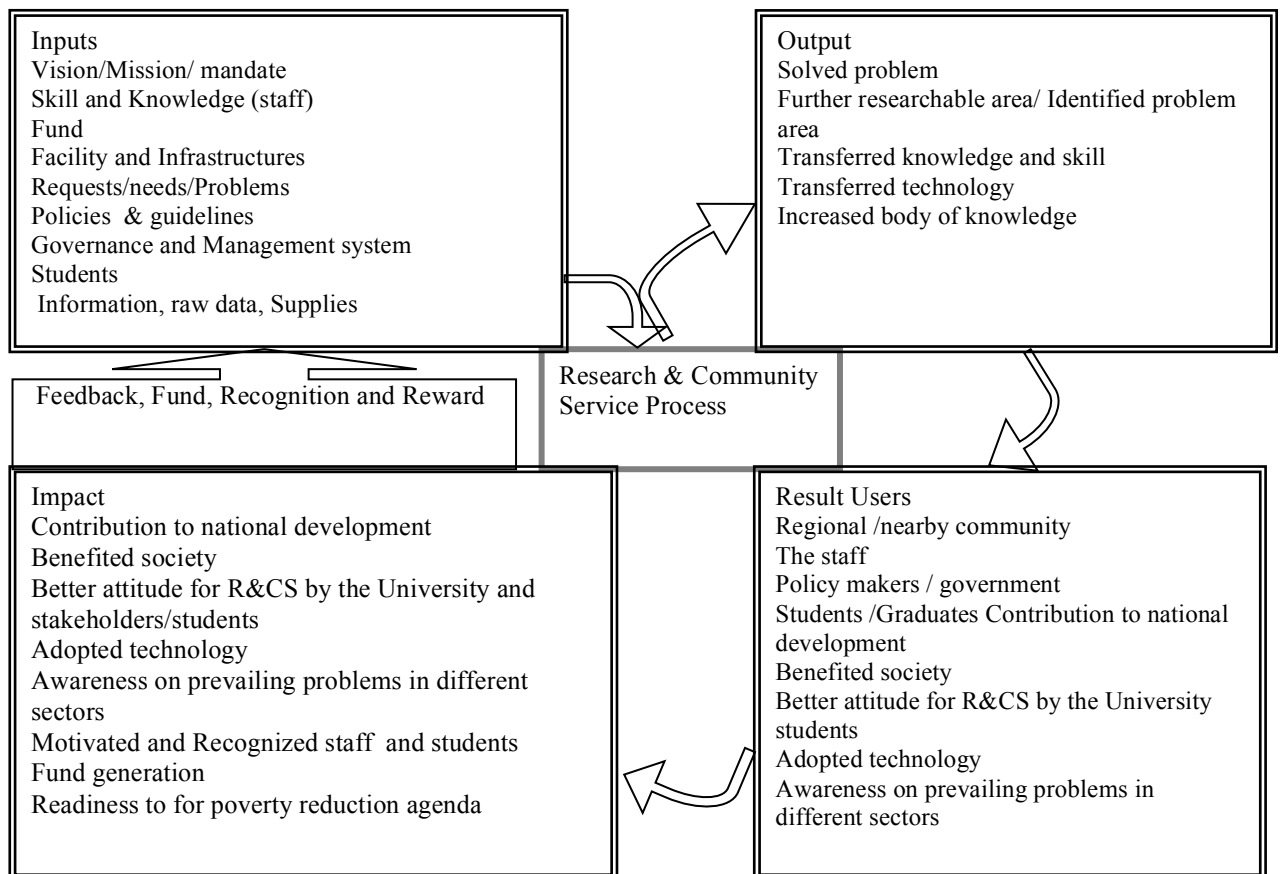 Inputs
Vision/Mission/ mandate
Skill and Knowledge (staff)
Fund
Facility and Infrastructures
Requests/needs/Problems
Policies & guidelines
Governance and Management system
Students
Information, raw data, Supplies
Output
Solved problem
Further researchable area/ Identified problem
area
Transferred knowledge and skill
Transferred technology
Increased body of knowledge
Feedback, Fund, Recognition and Reward
Research & Community
Service Process
Impact
Contribution to national development
Benefited society
Better attitude for R&CS by the University and
stakeholders/students
Adopted technology
Awareness on prevailing problems in different
sectors
Motivated and Recognized staff and students
Fund generation
Readiness to for poverty reduction agenda
Result Users
Regional /nearby community
The staff
Policy makers / government
Students /Graduates Contribution to national
development
Benefited society
Better attitude for R&CS by the University
students
Adopted technology
Awareness on prevailing problems in
different sectors